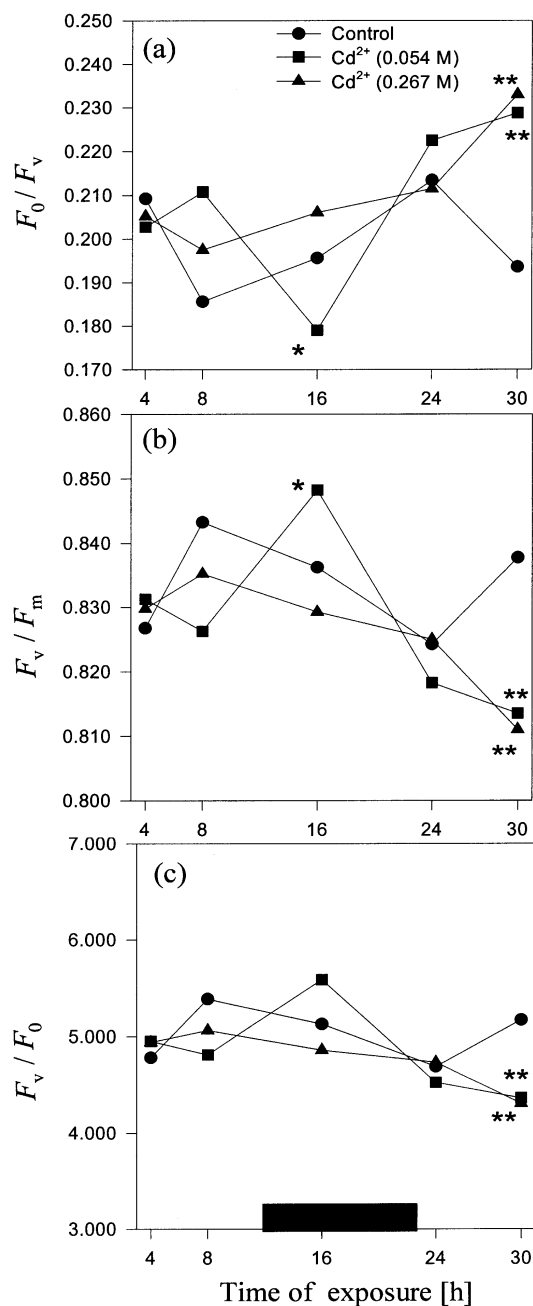 (a)
Control
Cd²⁺ (0.054 M)
Cd²⁺ (0.267 M)
0.250
0.240
0.230
0.220
0.210
0.200
0.190
0.180
0.170
F₀ / Fᵥ
**
**
*
4 8 16 24 30
(b)
0.860
0.850
0.840
0.830
0.820
0.810
0.800
Fᵥ / Fₘ
*
**
**
4 8 16 24 30
(c)
7.000
6.000
5.000
4.000
3.000
Fᵥ / F₀
**
**
4 8 16 24 30
Time of exposure [h]